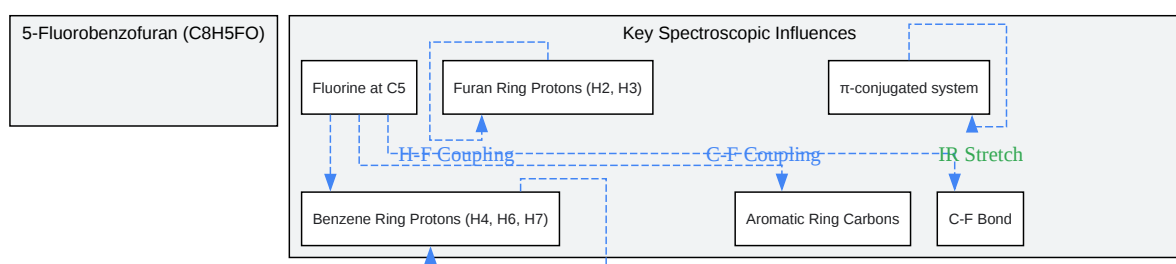 5-Fluorobenzofuran (C8H5FO)
Key Spectroscopic Influences
Fluorine at C5
Furan Ring Protons (H2, H3)
π-conjugated system
H-F Coupling
C-F Coupling
IR Stretch
Benzene Ring Protons (H4, H6, H7)
Aromatic Ring Carbons
C-F Bond